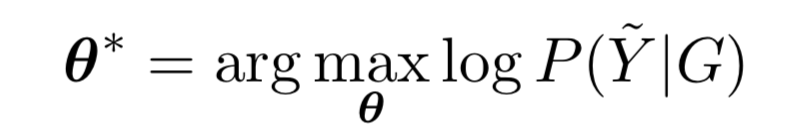 𝜽* = arg max_𝜽 log P(Ỹ|G)